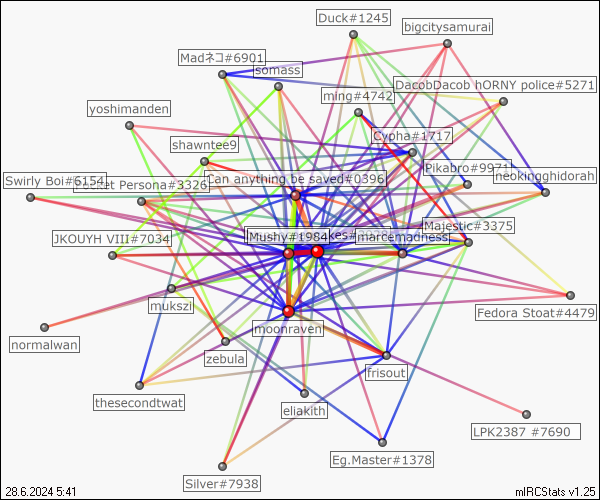 Duck#1245
bigcitysamurai
Madネコ#6901
somass
DacobDacob hORNY police#5271
ming#4742
yoshimanden
Cypha#1717
shawntee9
Pikabro#9971
neokingghidorah
Can anything be saved#0396
Swirly Boi#6154
Persona#3326
Majestic#3375
JKOUYH VIII#7034
Mushy#1984
marcemadness
mukszi
Fedora Stoat#4479
moonraven
normalwan
zebula
frisout
thesecondtwat
eliakith
LPK2387 #7690
Eg.Master#1378
Silver#7938
28.6.2024 5:41
mIRCStats v1.25